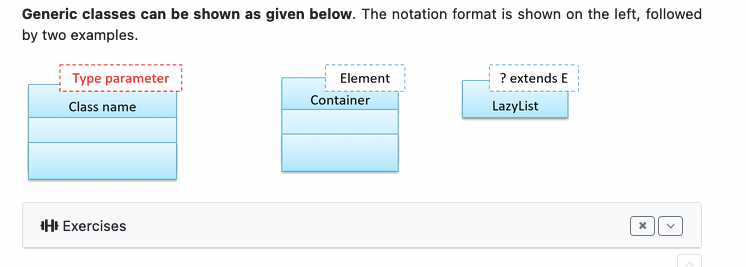 Generic classes can be shown as given below. The notation format is shown on the left, followed
by two examples.
Type parameter
Class name
Element
Container
? extends E
LazyList
Exercises